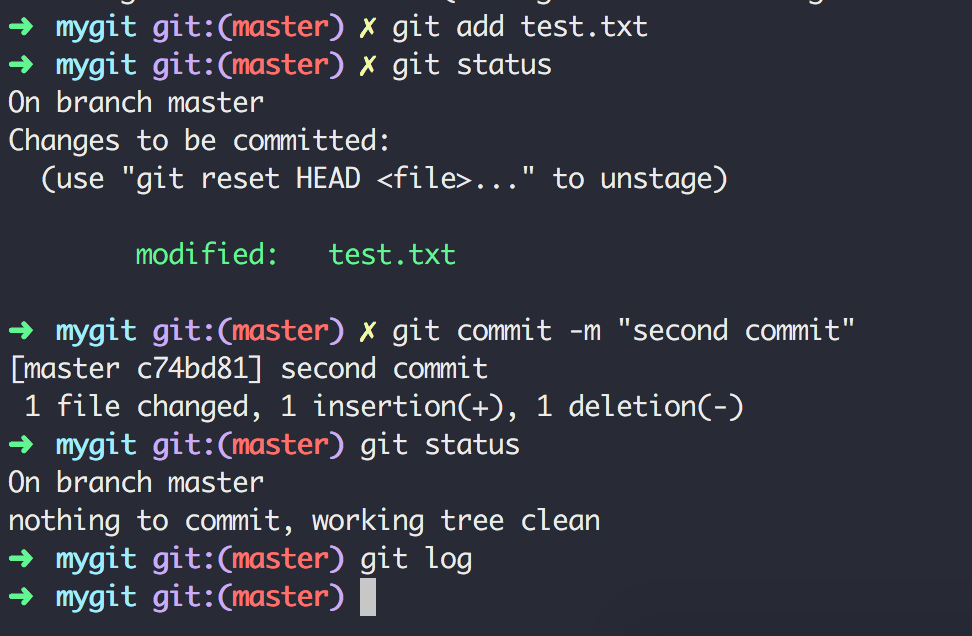 ➜  mygit git:(master) ✗ git add test.txt
➜  mygit git:(master) ✗ git status
On branch master
Changes to be committed:
  (use "git reset HEAD <file>..." to unstage)
        modified:   test.txt
➜  mygit git:(master) ✗ git commit -m "second commit"
[master c74bd81] second commit
 1 file changed, 1 insertion(+), 1 deletion(-)
➜  mygit git:(master) git status
On branch master
nothing to commit, working tree clean
➜  mygit git:(master) git log
➜  mygit git:(master)